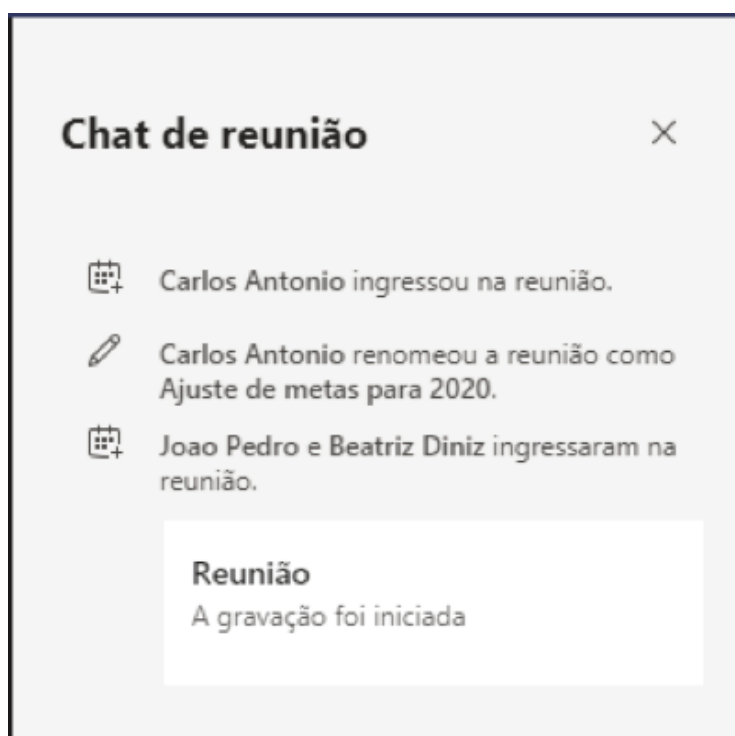 Chat de reunião
Carlos Antonio ingressou na reunião.
Carlos Antonio renomeou a reunião como
Ajuste de metas para 2020.
Joao Pedro e Beatriz Diniz ingressaram na
reunião.
Reunião
A gravação foi iniciada